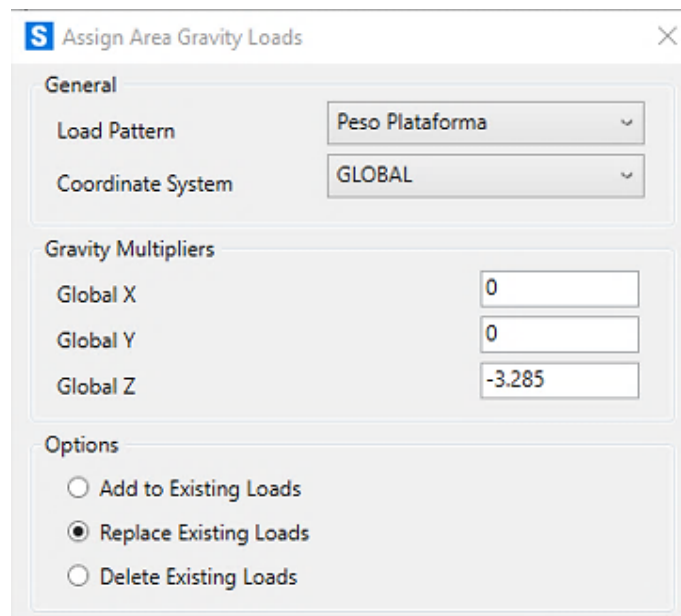 S Assign Area Gravity Loads
General
Load Pattern Peso Plataforma
Coordinate System GLOBAL
Gravity Multipliers
Global X 0
Global Y 0
Global Z -3.285
Options
Add to Existing Loads
Replace Existing Loads
Delete Existing Loads